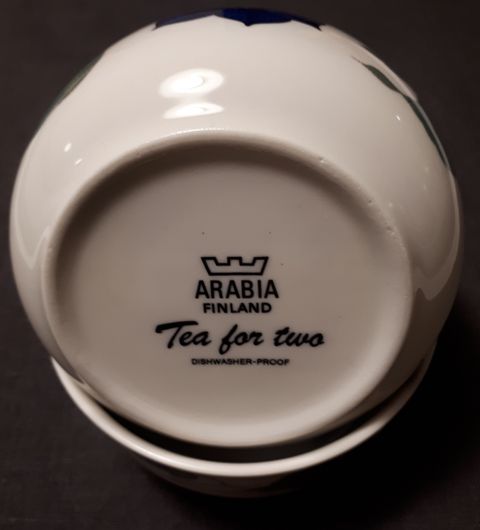 ARABIA
FINLAND
Tea for two
DISHWASHER-PROOF